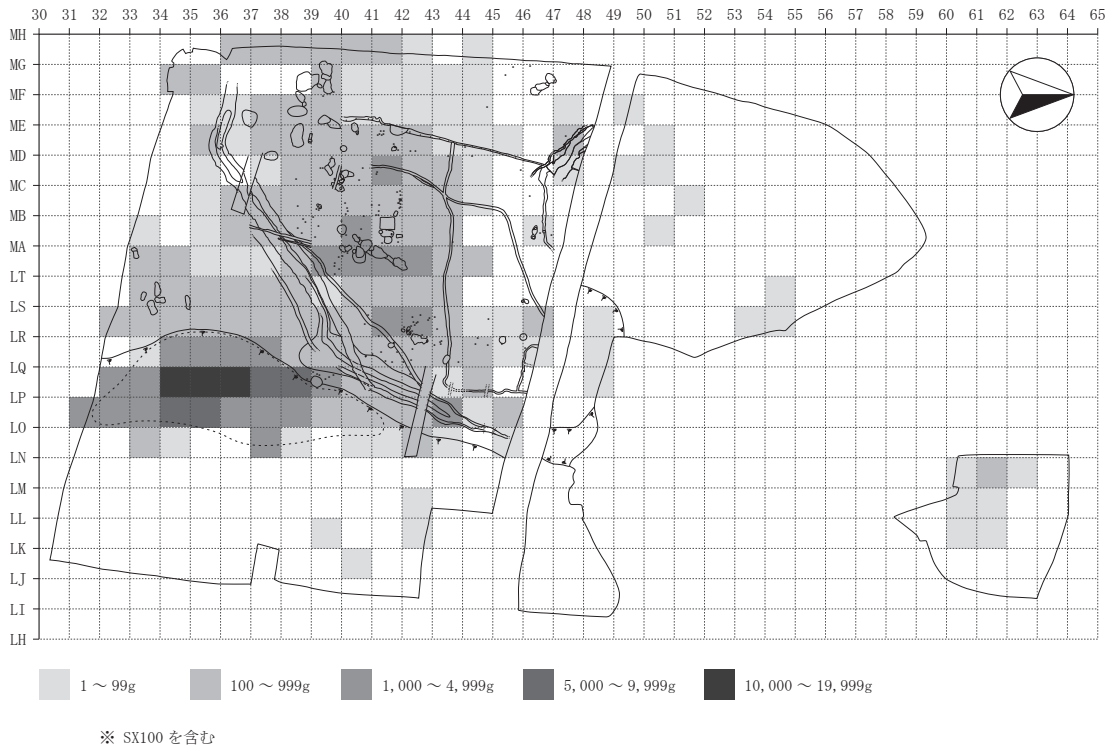 30 31 32 33 34 35 36 37 38 39 40 41 42 43 44 45 46 47 48 49 50 51 52 53 54 55 56 57 58 59 60 61 62 63 64 65
MH
MG
MF
ME
MD
MC
MB
MA
LT
LS
LR
LQ
LP
LO
LN
LM
LL
LK
LJ
LI
LH
1 ～ 99g 100 ～ 999g 1,000 ～ 4,999g 5,000 ～ 9,999g 10,000 ～ 19,999g
※ SX100 を含む